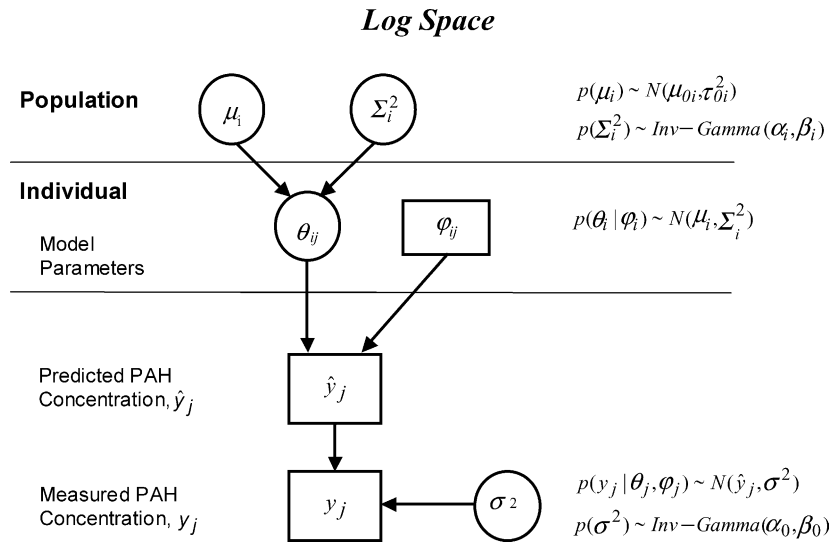 Log Space
Population
μi
Σi²
p(μi) ~ N(μ0i,τ0i²)
p(Σi²) ~ Inv−Gamma(αi,βi)
Individual
Model
Parameters
θij
φij
p(θi|φi) ~ N(μi,Σi²)
Predicted PAH
Concentration, ŷj
ŷj
Measured PAH
Concentration, yj
yj
σ2
p(yj|θj,φj) ~ N(ŷj,σ²)
p(σ²) ~ Inv−Gamma(α0,β0)